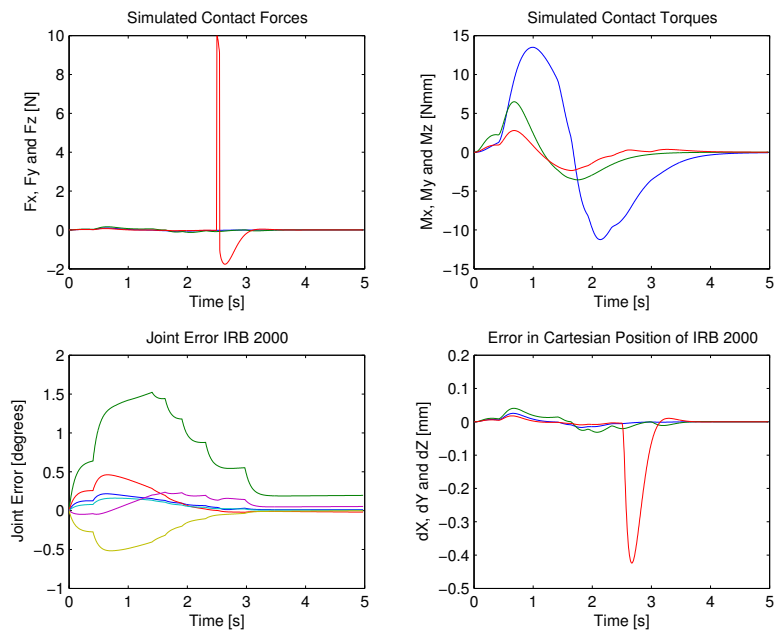 Simulated Contact Forces
Fx, Fy and Fz [N]
10
8
6
4
2
0
−2
0 1 2 3 4 5
Time [s]
Simulated Contact Torques
Mx, My and Mz [Nmm]
15
10
5
0
−5
−10
−15
0 1 2 3 4 5
Time [s]
Joint Error IRB 2000
Joint Error [degrees]
2
1.5
1
0.5
0
−0.5
−1
0 1 2 3 4 5
Time [s]
Error in Cartesian Position of IRB 2000
dX, dY and dZ [mm]
0.2
0.1
0
−0.1
−0.2
−0.3
−0.4
−0.5
0 1 2 3 4 5
Time [s]